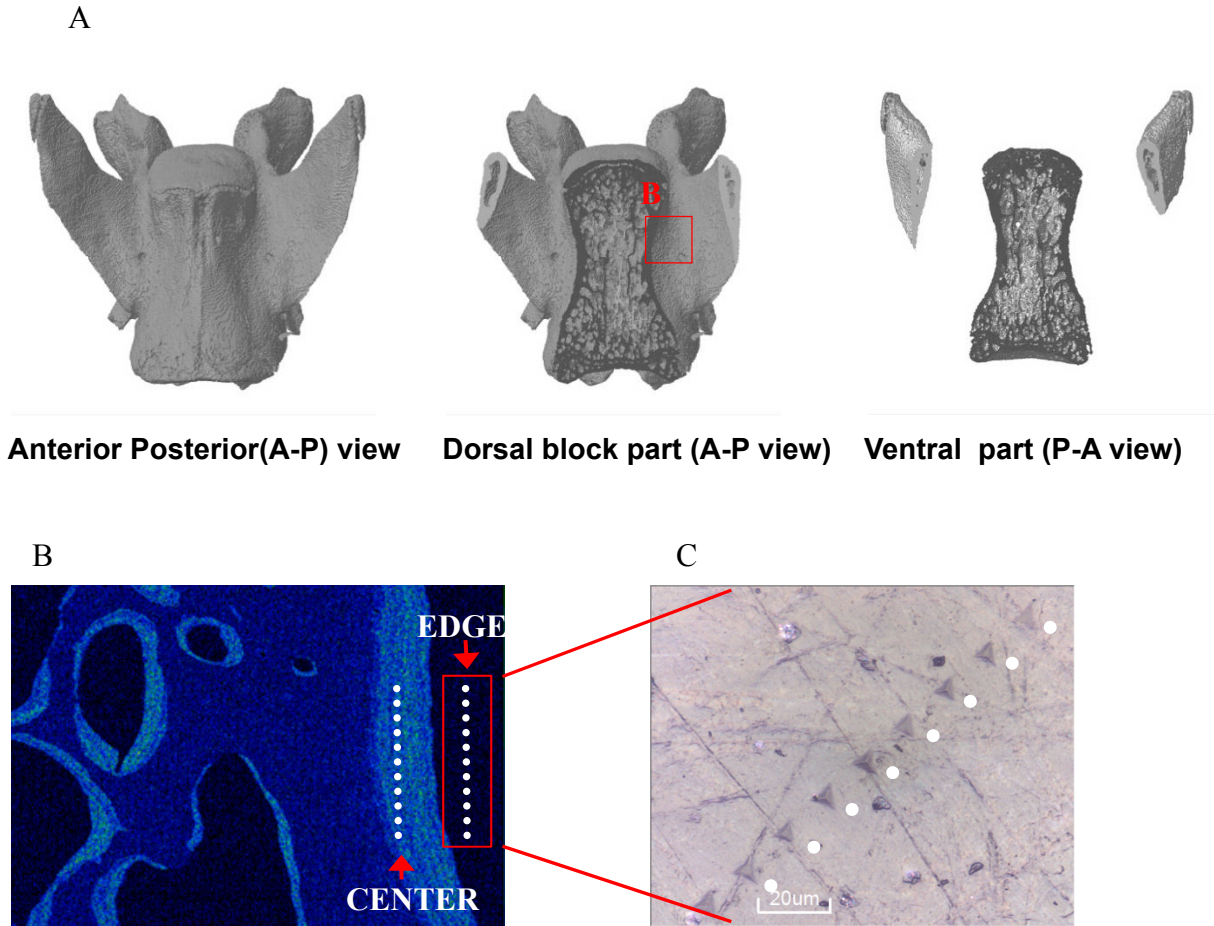 A
B
Anterior Posterior(A-P) view
Dorsal block part (A-P view)
Ventral part (P-A view)
B
C
EDGE
CENTER
20um